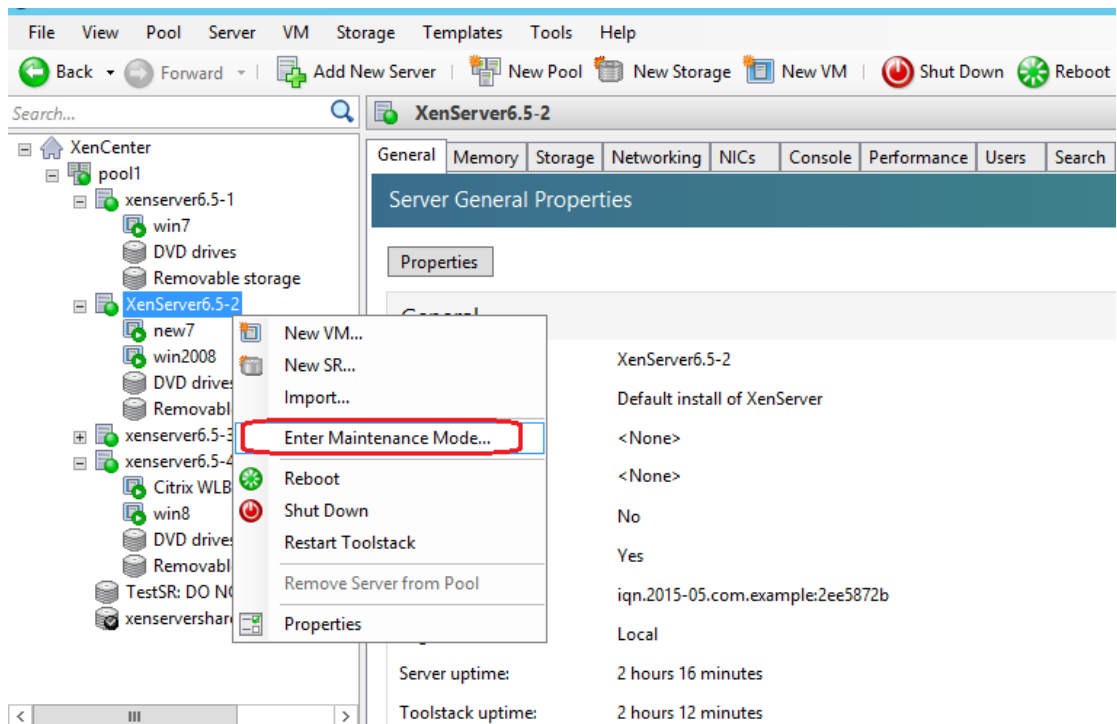 File View Pool Server VM Storage Templates Tools Help
Back Forward Add New Server New Pool New Storage New VM Shut Down Reboot
Search...
XenServer6.5-2
XenCenter
pool1
xenserver6.5-1
win7
DVD drives
Removable storage
XenServer6.5-2
new7
win2008
DVD drives
Removabl
xenserver6.5-3
xenserver6.5-4
Citrix WLB
win8
DVD drives
Removabl
TestSR: DO NO
xenservershare
General Memory Storage Networking NICs Console Performance Users Search
Server General Properties
Properties
General
New VM...
New SR...
Import...
Enter Maintenance Mode...
Reboot
Shut Down
Restart Toolstack
Remove Server from Pool
Properties
XenServer6.5-2
Default install of XenServer
<None>
<None>
No
Yes
iqn.2015-05.com.example:2ee5872b
Local
Server uptime: 2 hours 16 minutes
Toolstack uptime: 2 hours 12 minutes